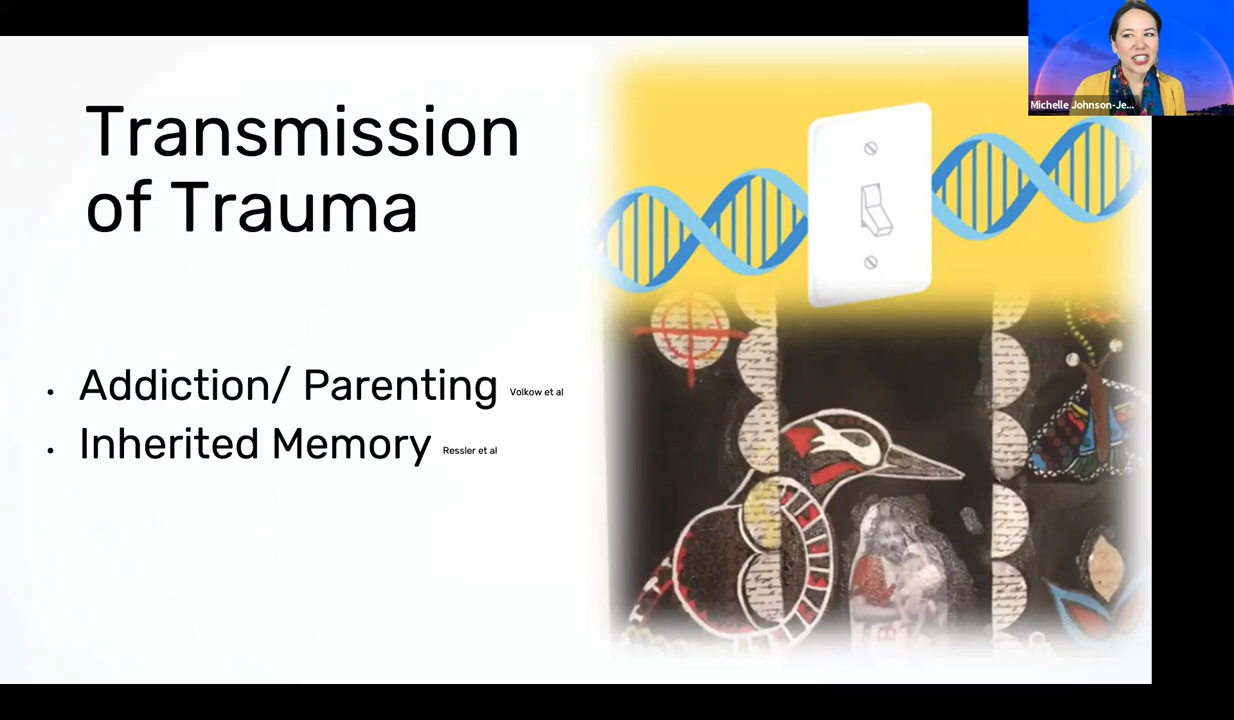 Michelle Johnson-Je...
Transmission
of Trauma
• Addiction/ Parenting Volkow et al
• Inherited Memory Ressler et al